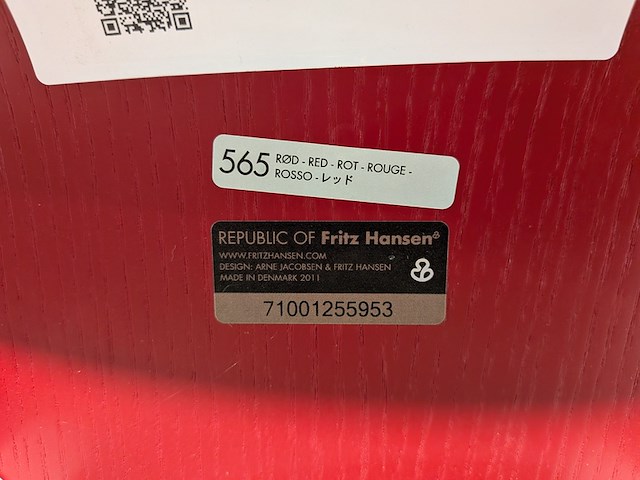 565 RØD - RED - ROT - ROUGE -
ROSSO - レッド
REPUBLIC OF Fritz Hansen®
WWW.FRITZHANSEN.COM
DESIGN: ARNE JACOBSEN & FRITZ HANSEN
MADE IN DENMARK 2011
71001255953